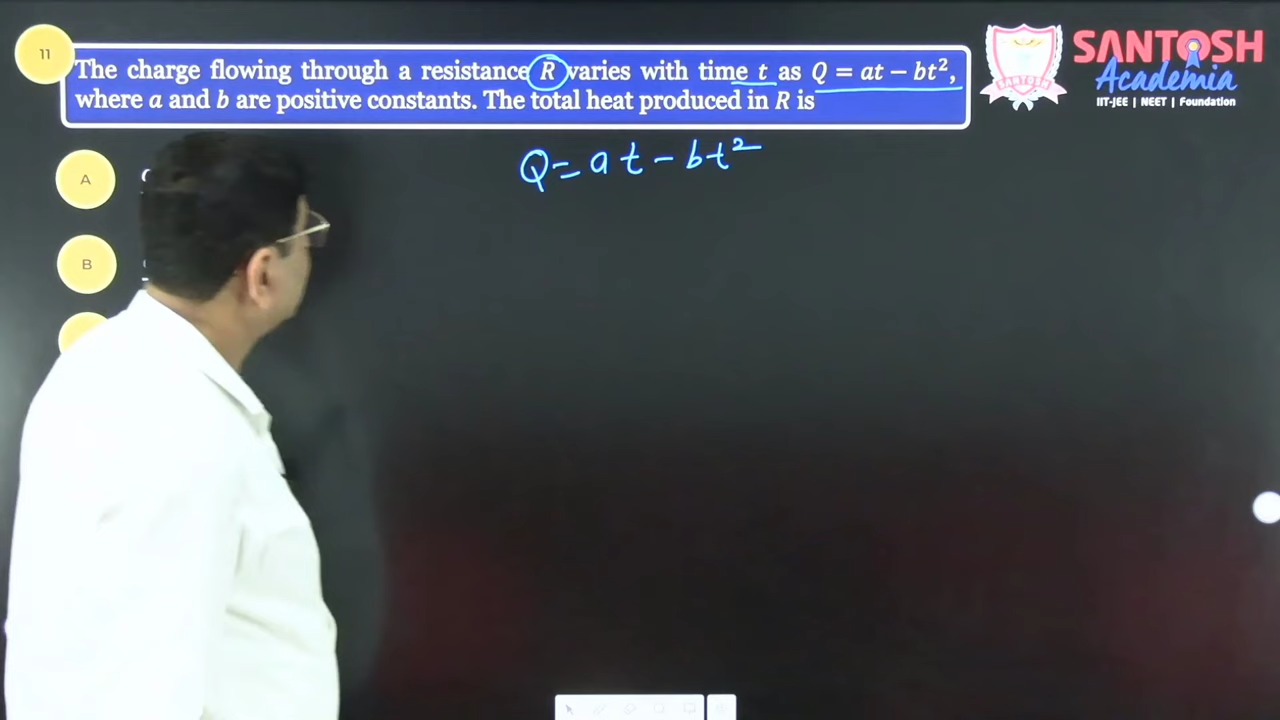 11
The charge flowing through a resistance R varies with time t as Q = at − bt²,
where a and b are positive constants. The total heat produced in R is
Q = at − bt²
A
B
SANTOSH
Academia
IIT-JEE | NEET | Foundation
SANTOSH